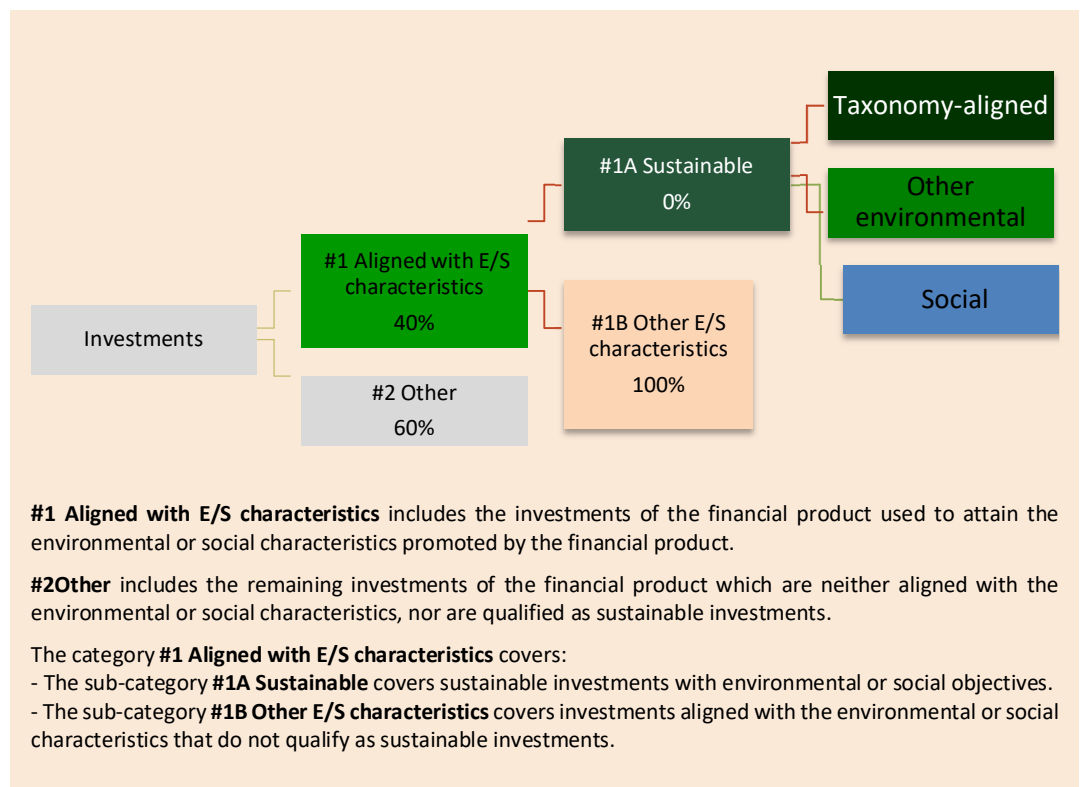 Taxonomy-aligned
#1A Sustainable
0%
Other
environmental
#1 Aligned with E/S
characteristics
40%
Social
Investments
#1B Other E/S
characteristics
100%
#2 Other
60%
#1 Aligned with E/S characteristics includes the investments of the financial product used to attain the
environmental or social characteristics promoted by the financial product.
#2Other includes the remaining investments of the financial product which are neither aligned with the
environmental or social characteristics, nor are qualified as sustainable investments.
The category #1 Aligned with E/S characteristics covers:
- The sub-category #1A Sustainable covers sustainable investments with environmental or social objectives.
- The sub-category #1B Other E/S characteristics covers investments aligned with the environmental or social
characteristics that do not qualify as sustainable investments.